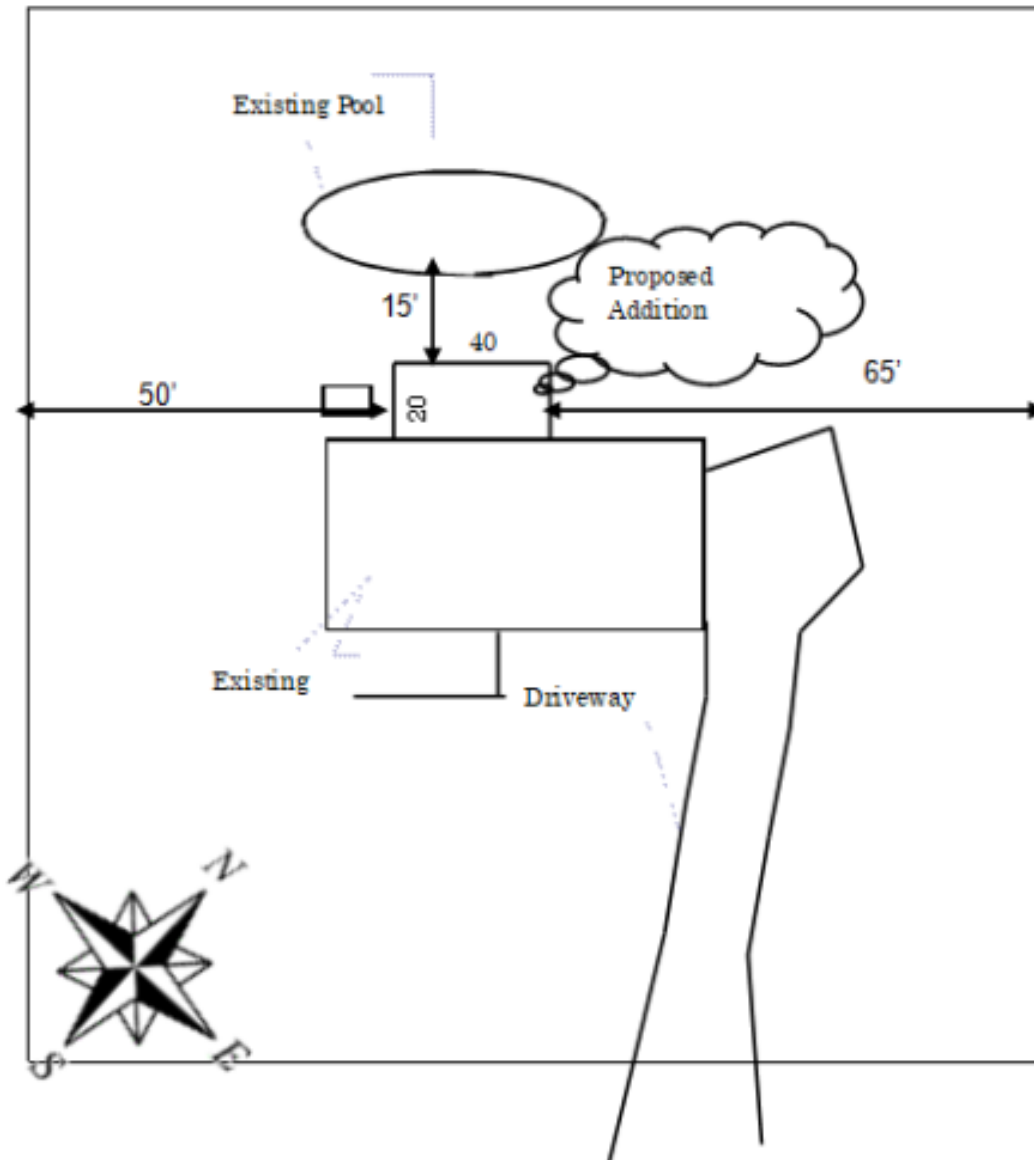 Existing Pool
Proposed
Addition
15'
40
65'
50'
20
Existing
Driveway
N
W
S
E